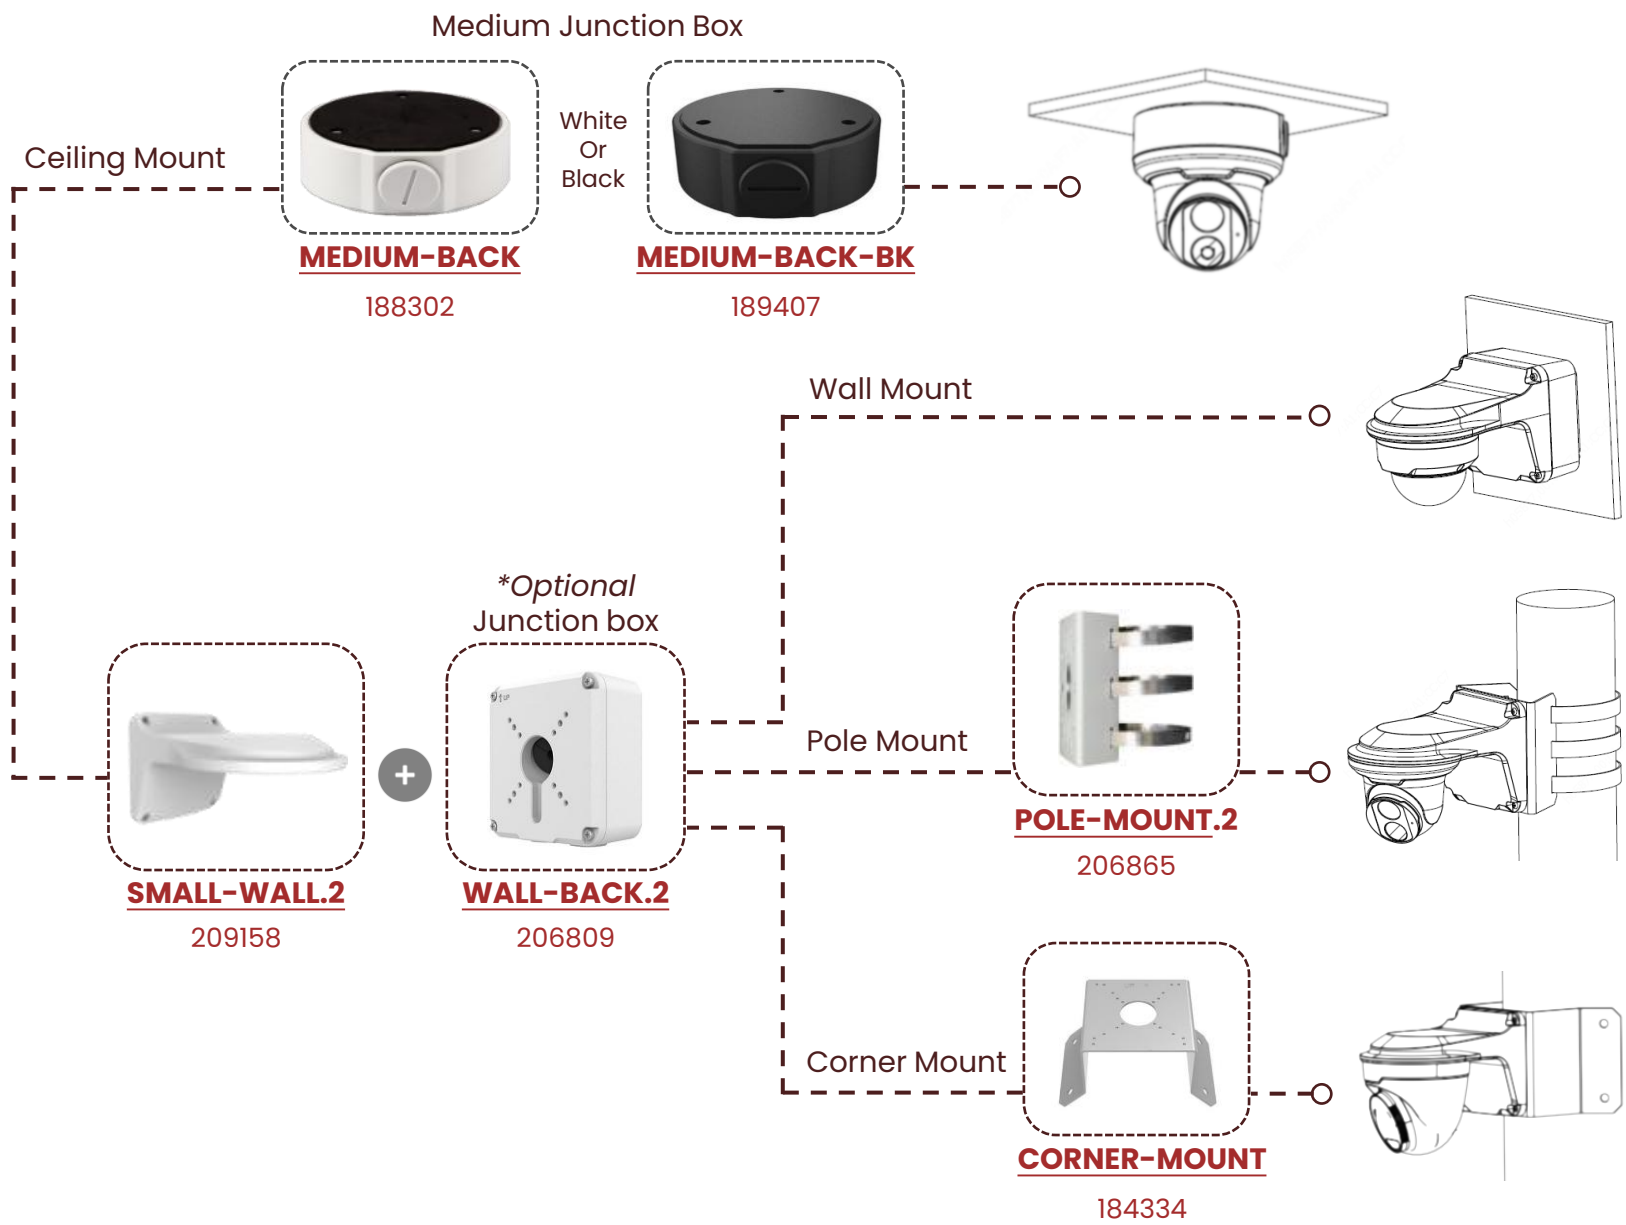 Medium Junction Box
Ceiling Mount
White
Or
Black
MEDIUM-BACK
188302
MEDIUM-BACK-BK
189407
Wall Mount
*Optional
Junction box
UP
SMALL-WALL.2
209158
+
WALL-BACK.2
206809
Pole Mount
POLE-MOUNT.2
206865
Corner Mount
CORNER-MOUNT
184334